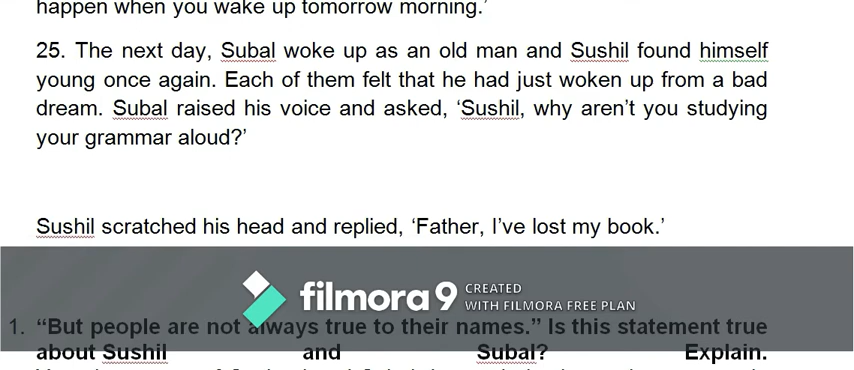 happen when you wake up tomorrow morning.’
25. The next day, Subal woke up as an old man and Sushil found himself
young once again. Each of them felt that he had just woken up from a bad
dream. Subal raised his voice and asked, ‘Sushil, why aren’t you studying
your grammar aloud?’
Sushil scratched his head and replied, ‘Father, I’ve lost my book.’
filmora9 CREATED
WITH FILMORA FREE PLAN
1. “But people are not always true to their names.” Is this statement true
about Sushil and Subal? Explain.